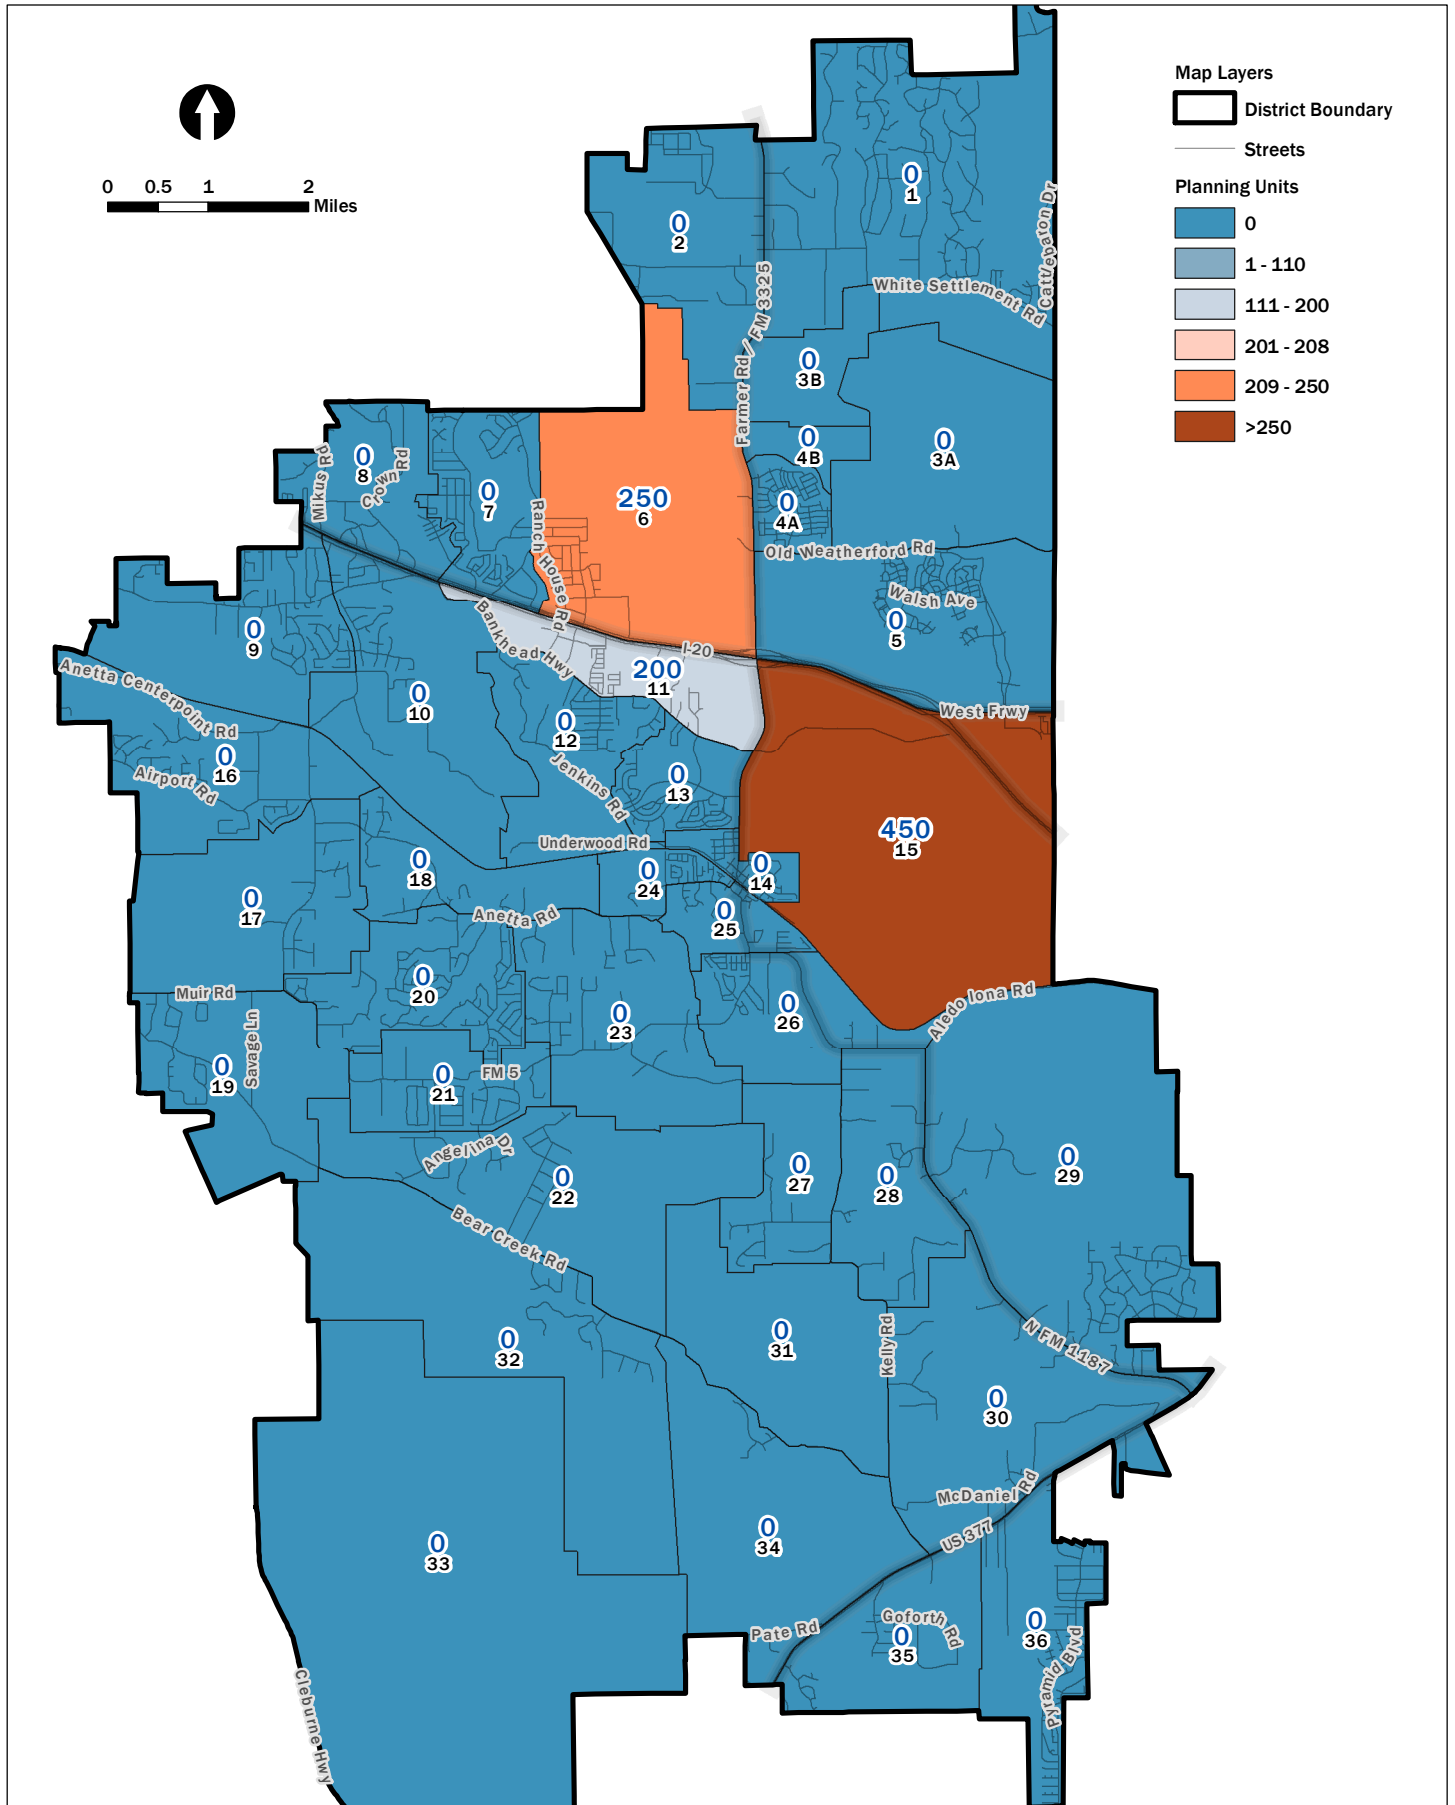 Map Layers
District Boundary
Streets
Planning Units
0
1 - 110
111 - 200
201 - 208
209 - 250
>250
0 0.5 1 2
Miles
0
1
0
2
Cattlebaron Dr
White Settlement Rd
Farmer Rd / FM 3325
0
3B
0
4B
0
3A
0
8
Mikus Rd
Crown Rd
0
7
250
6
0
4A
Ranch House Rd
Old Weatherford Rd
Walsh Ave
0
5
0
9
Bankhead Hwy
I-20
200
11
Anetta Centerpoint Rd
0
10
0
12
West Frwy
0
16
Airport Rd
Jenkins Rd
0
13
450
15
Underwood Rd
0
18
0
24
0
14
0
17
Anetta Rd
0
25
0
20
Muir Rd
0
26
Aledo Iona Rd
0
23
Savage Ln
0
19
0
21
FM 5
Angelina Dr
0
22
0
27
0
28
0
29
Bear Creek Rd
0
32
0
31
Kelly Rd
N FM 1187
0
30
McDaniel Rd
0
33
0
34
US 377
Pate Rd
Goforth Rd
0
35
0
36
Pyramid Blvd
Cleburne Hwy